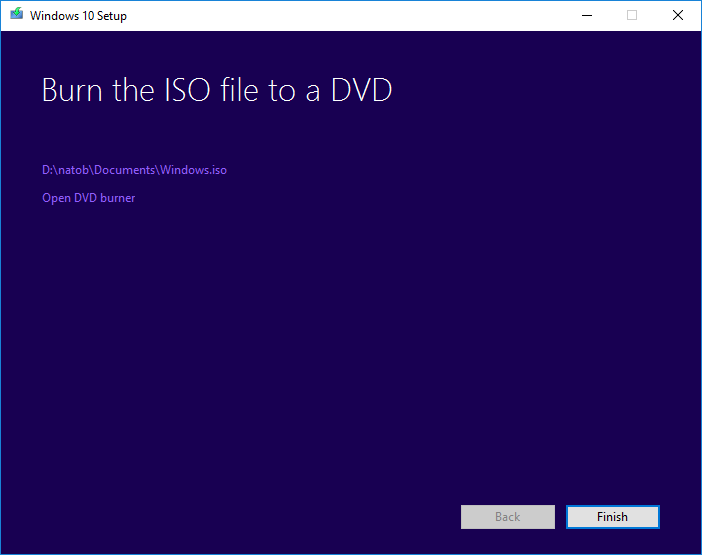 Windows 10 Setup
Burn the ISO file to a DVD
D:\natob\Documents\Windows.iso
Open DVD burner
Back
Finish